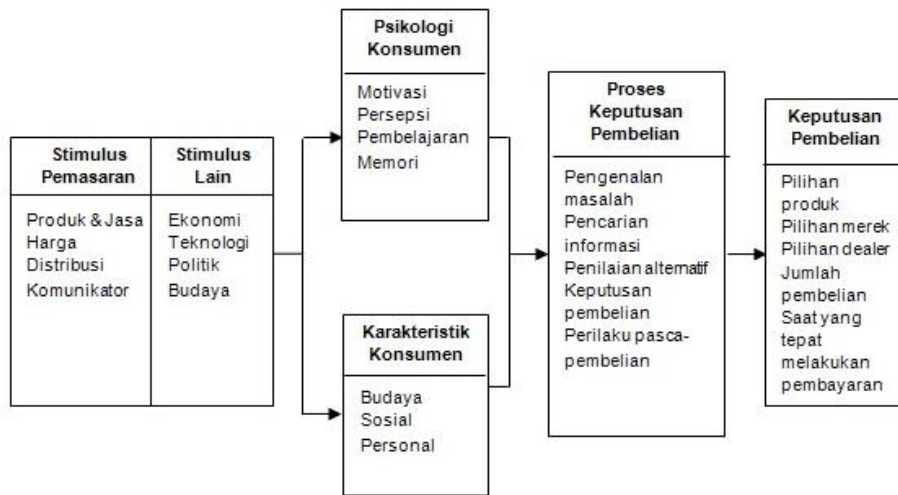 Stimulus
Pemasaran
Produk & Jasa
Harga
Distribusi
Komunikator
Stimulus
Lain
Ekonomi
Teknologi
Politik
Budaya
Psikologi
Konsumen
Motivasi
Persepsi
Pembelajaran
Memori
Karakteristik
Konsumen
Budaya
Sosial
Personal
Proses
Keputusan
Pembelian
Pengenalan
masalah
Pencarian
informasi
Penilaian alternatif
Keputusan
pembelian
Perilaku pasca-
pembelian
Keputusan
Pembelian
Pilihan
produk
Pilihan merek
Pilihan dealer
Jumlah
pembelian
Saat yang
tepat
melakukan
pembayaran